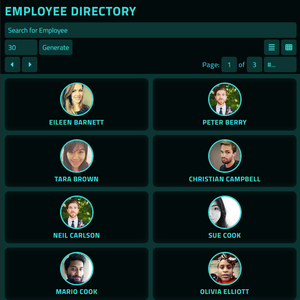 EMPLOYEE DIRECTORY
Search for Employee
30 Generate
Page: 1 of 3
EILEEN BARNETT
PETER BERRY
TARA BROWN
CHRISTIAN CAMPBELL
NEIL CARLSON
SUE COOK
MARIO COOK
OLIVIA ELLIOTT